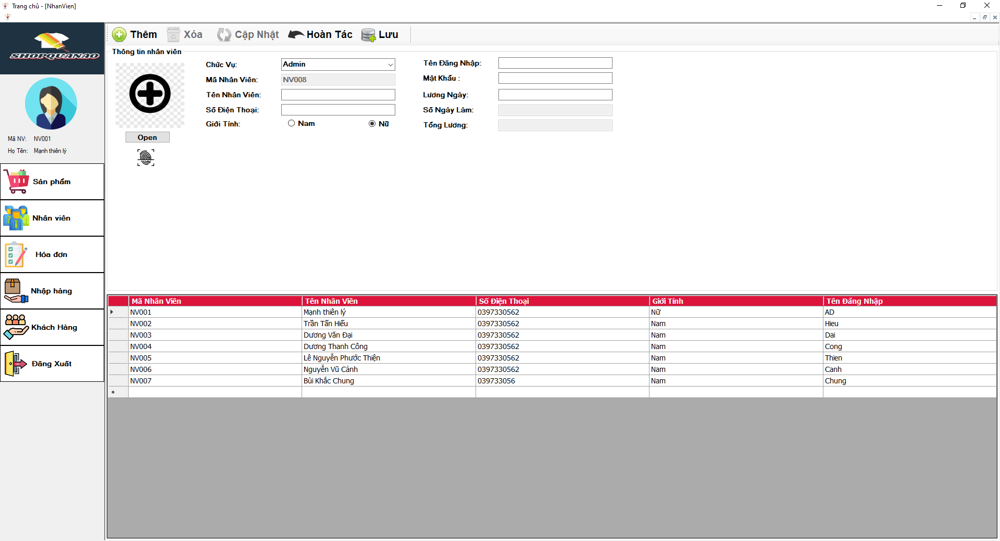 Trang chủ - [NhanVien]
SHOPQUANAO
Thêm Xóa Cập Nhật Hoàn Tác Lưu
Thông tin nhân viên
Chức Vụ: Admin
Mã Nhân Viên: NV008
Tên Nhân Viên:
Số Điện Thoại:
Giới Tính: Nam Nữ
Open
Tên Đăng Nhập:
Mật Khẩu :
Lương Ngày:
Số Ngày Làm:
Tổng Lương:
Mã NV: NV001
Họ Tên: Mạnh thiên lý
Sản phẩm
Nhân viên
Hóa đơn
Nhập hàng
Khách Hàng
Đăng Xuất
Mã Nhân Viên Tên Nhân Viên Số Điện Thoại Giới Tính Tên Đăng Nhập
NV001 Mạnh thiên lý 0397330562 Nữ AD
NV002 Trần Tấn Hiếu 0397330562 Nam Hieu
NV003 Dương Văn Đại 0397330562 Nam Dai
NV004 Dương Thanh Công 0397330562 Nam Cong
NV005 Lê Nguyễn Phước Thiện 0397330562 Nam Thien
NV006 Nguyễn Vũ Cảnh 0397330562 Nam Canh
NV007 Bùi Khắc Chung 039733056 Nam Chung